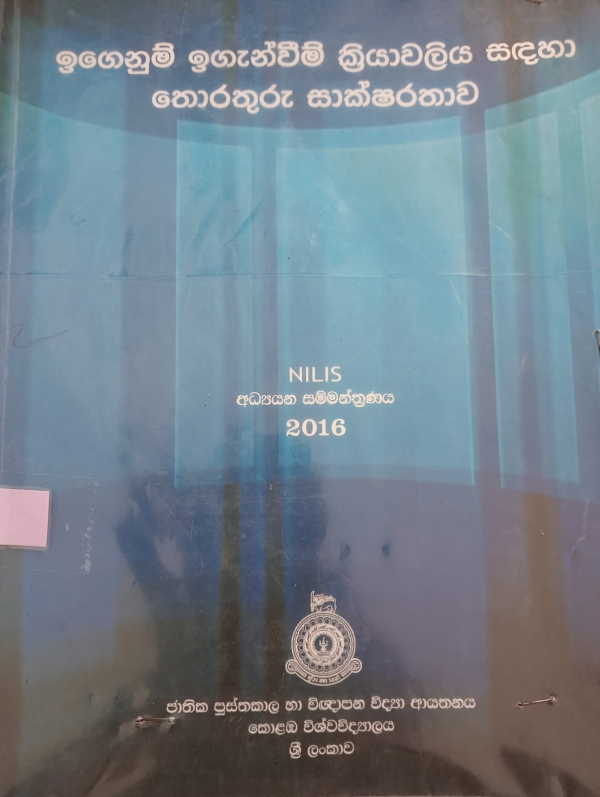 ඉගෙනුම් ඉගැන්වීම් ක්‍රියාවලිය සඳහා
තොරතුරු සාක්ෂරතාව
NILIS
අධ්‍යයන සම්මන්ත්‍රණය
2016
ජාතික පුස්තකාල හා විඥාපන විද්‍යා ආයතනය
කොළඹ විශ්වවිද්‍යාලය
ශ්‍රී ලංකාව